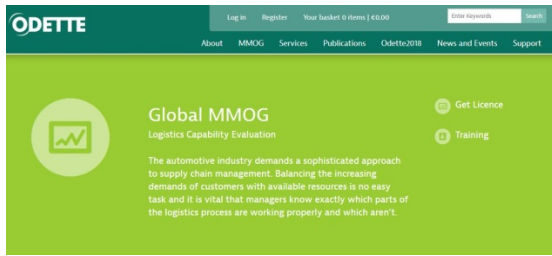 ODETTE
Log in Register Your basket 0 items | €0.00
Enter Keywords Search
About MMOG Services Publications Odette2018 News and Events Support
Global MMOG
Logistics Capability Evaluation
The automotive industry demands a sophisticated approach
to supply chain management. Balancing the increasing
demands of customers with available resources is no easy
task and it is vital that managers know exactly which parts of
the logistics process are working properly and which aren't.
Get Licence
Training